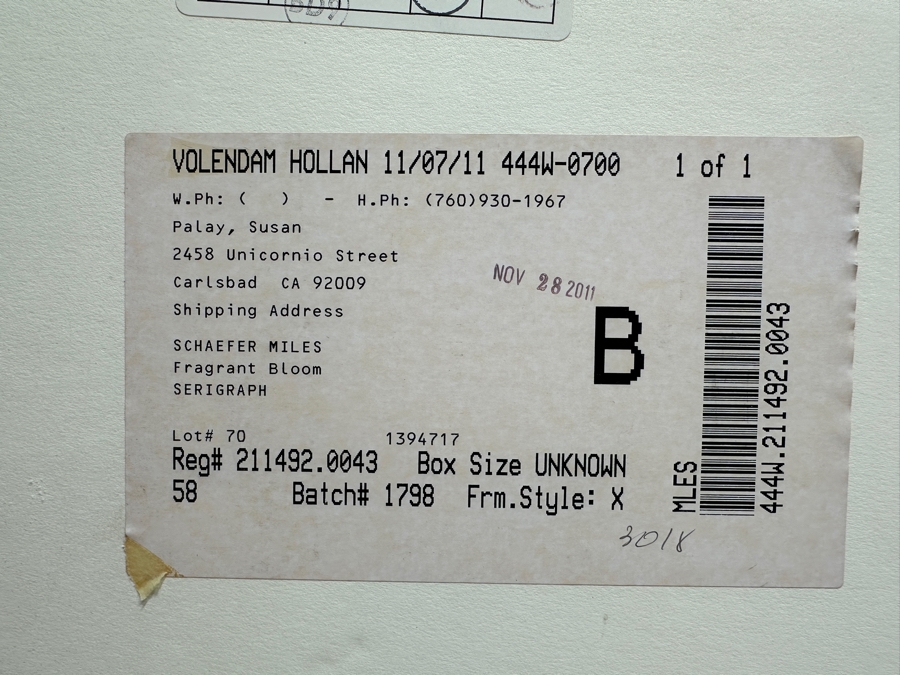 VOLENDAM HOLLAN 11/07/11 444W-0700 1 of 1
W.Ph: ( ) - H.Ph: (760)930-1967
Palay, Susan
2458 Unicornio Street
Carlsbad CA 92009
Shipping Address
NOV 28 2011
B
SCHAEFER MILES
Fragrant Bloom
SERIGRAPH
Lot# 70 1394717
Reg# 211492.0043 Box Size UNKNOWN
58 Batch# 1798 Frm.Style: X
MLES
444W.211492.0043
3018